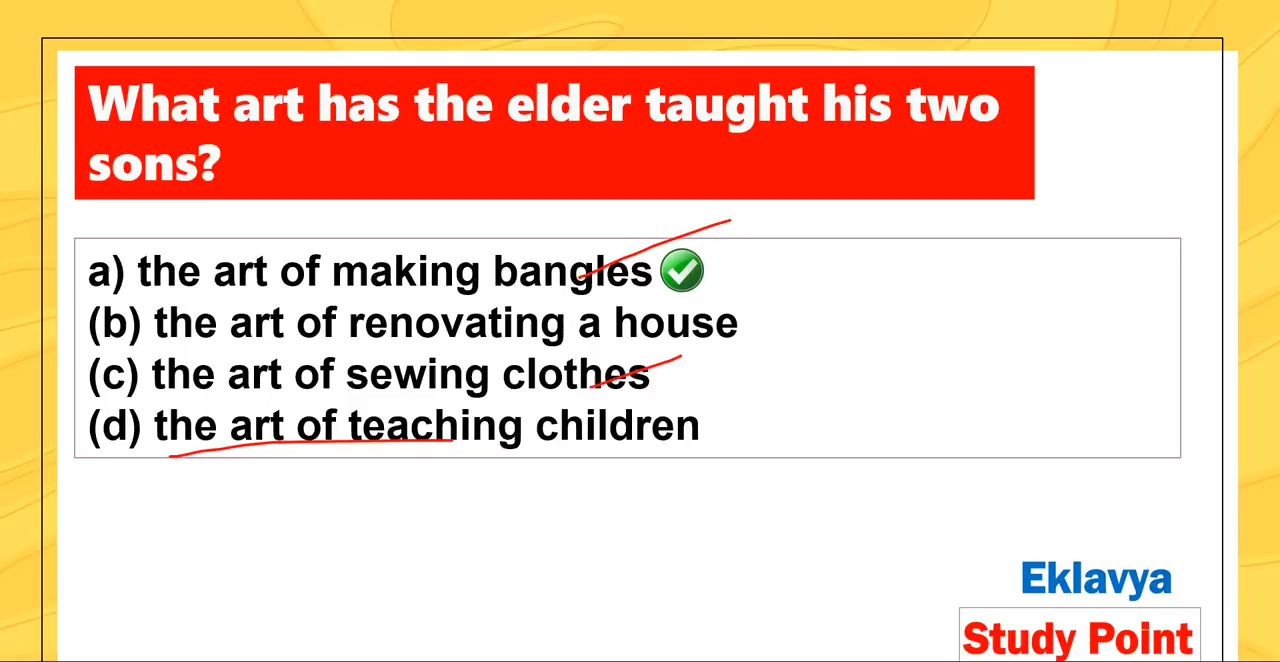 What art has the elder taught his two
sons?
a) the art of making bangles
(b) the art of renovating a house
(c) the art of sewing clothes
(d) the art of teaching children
Eklavya
Study Point